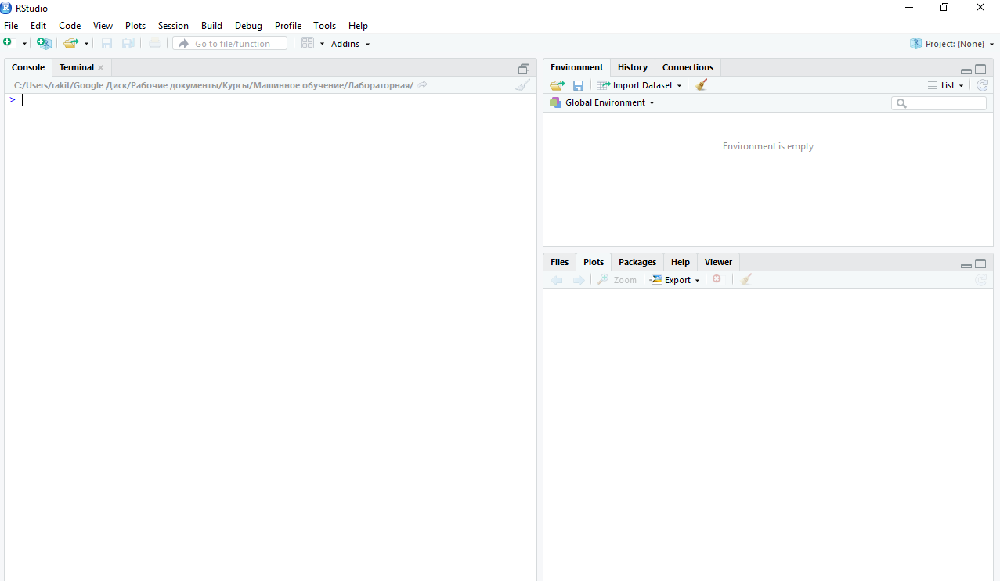 RStudio
File Edit Code View Plots Session Build Debug Profile Tools Help
Go to file/function Addins Project: (None)
Console Terminal
C:/Users/rakit/Google Диск/Рабочие документы/Курсы/Машинное обучение/Лабораторная/
>
Environment History Connections
Import Dataset List
Global Environment
Environment is empty
Files Plots Packages Help Viewer
Zoom Export